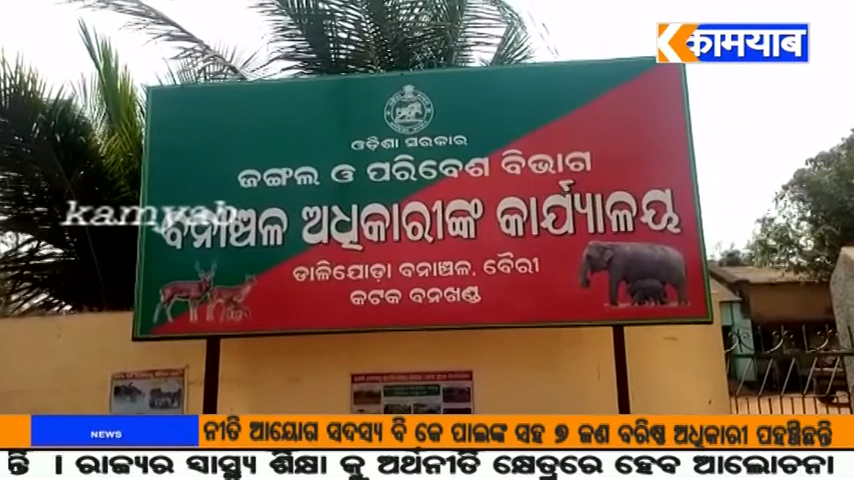 कामयाब
ଓଡ଼ିଶା ସରକାର
ଜଙ୍ଗଲ ଓ ପରିବେଶ ବିଭାଗ
kamyab
ବନାଞ୍ଚଳ ଅଧିକାରୀଙ୍କ କାର୍ଯ୍ୟାଳୟ
ଡାଳିଯୋଡ଼ା ବନାଞ୍ଚଳ, ବୈରୀ
କଟକ ବନଖଣ୍ଡ
NEWS
ନୀତି ଆୟୋଗ ସଦସ୍ୟ ବି କେ ପାଲଙ୍କ ସହ ୭ ଜଣ ବରିଷ୍ଠ ଅଧିକାରୀ ପହଞ୍ଚିଛନ୍ତି
ନ୍ତି । ରାଜ୍ୟର ସ୍ୱାସ୍ଥ୍ୟ ଶିକ୍ଷା କୁ ଅର୍ଥନୀତି କ୍ଷେତ୍ରରେ ହେବ ଆଲୋଚନା